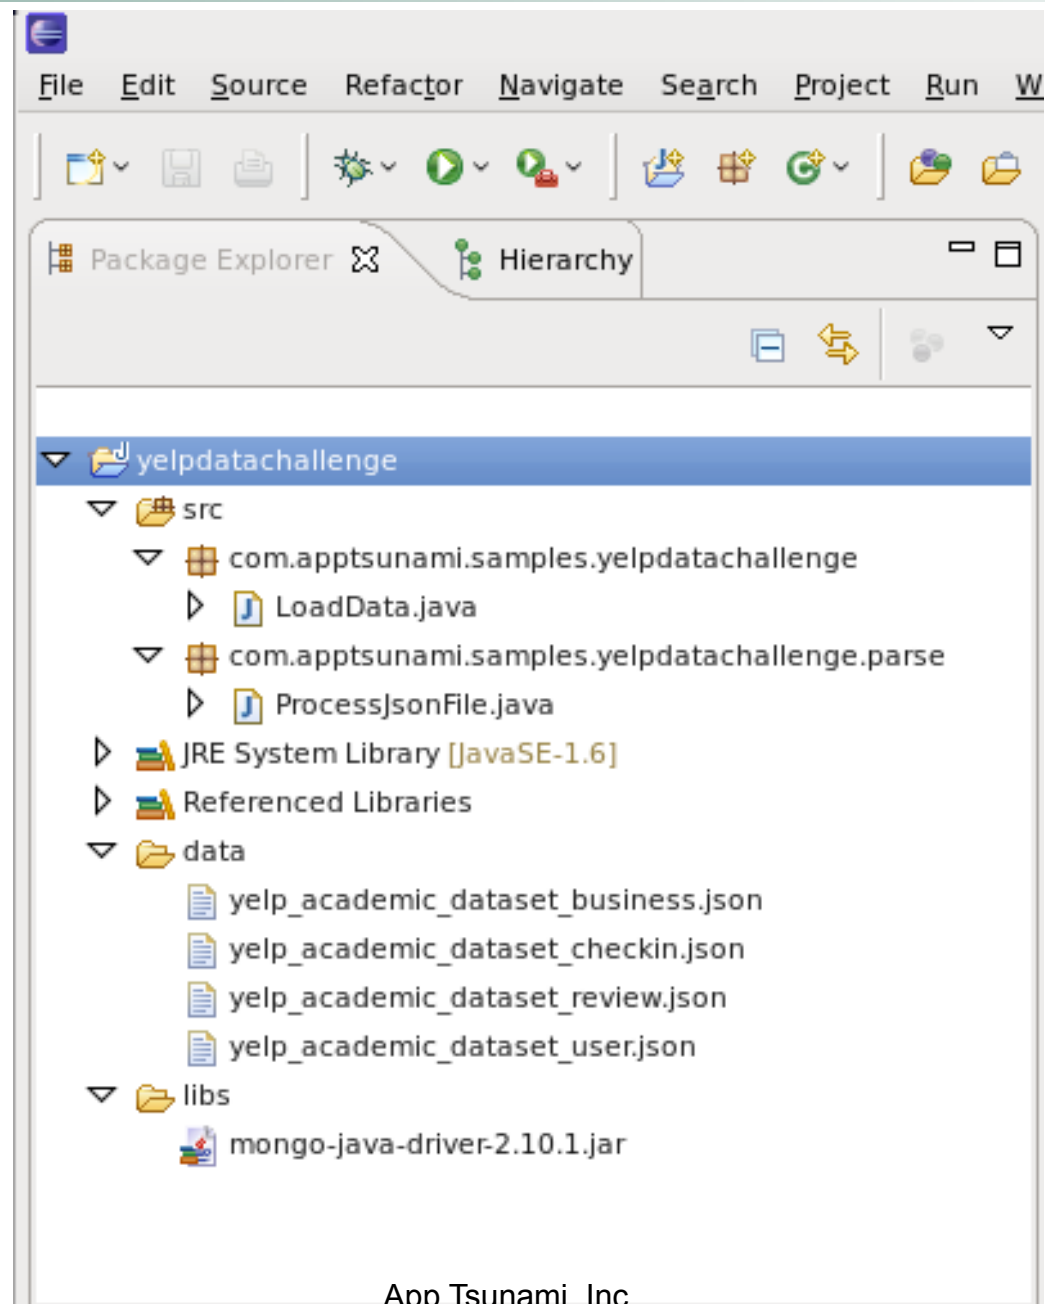 File Edit Source Refactor Navigate Search Project Run W
Package Explorer Hierarchy
yelpdatachallenge
src
com.apptsunami.samples.yelpdatachallenge
LoadData.java
com.apptsunami.samples.yelpdatachallenge.parse
ProcessJsonFile.java
JRE System Library [JavaSE-1.6]
Referenced Libraries
data
yelp_academic_dataset_business.json
yelp_academic_dataset_checkin.json
yelp_academic_dataset_review.json
yelp_academic_dataset_user.json
libs
mongo-java-driver-2.10.1.jar
App Tsunami, Inc